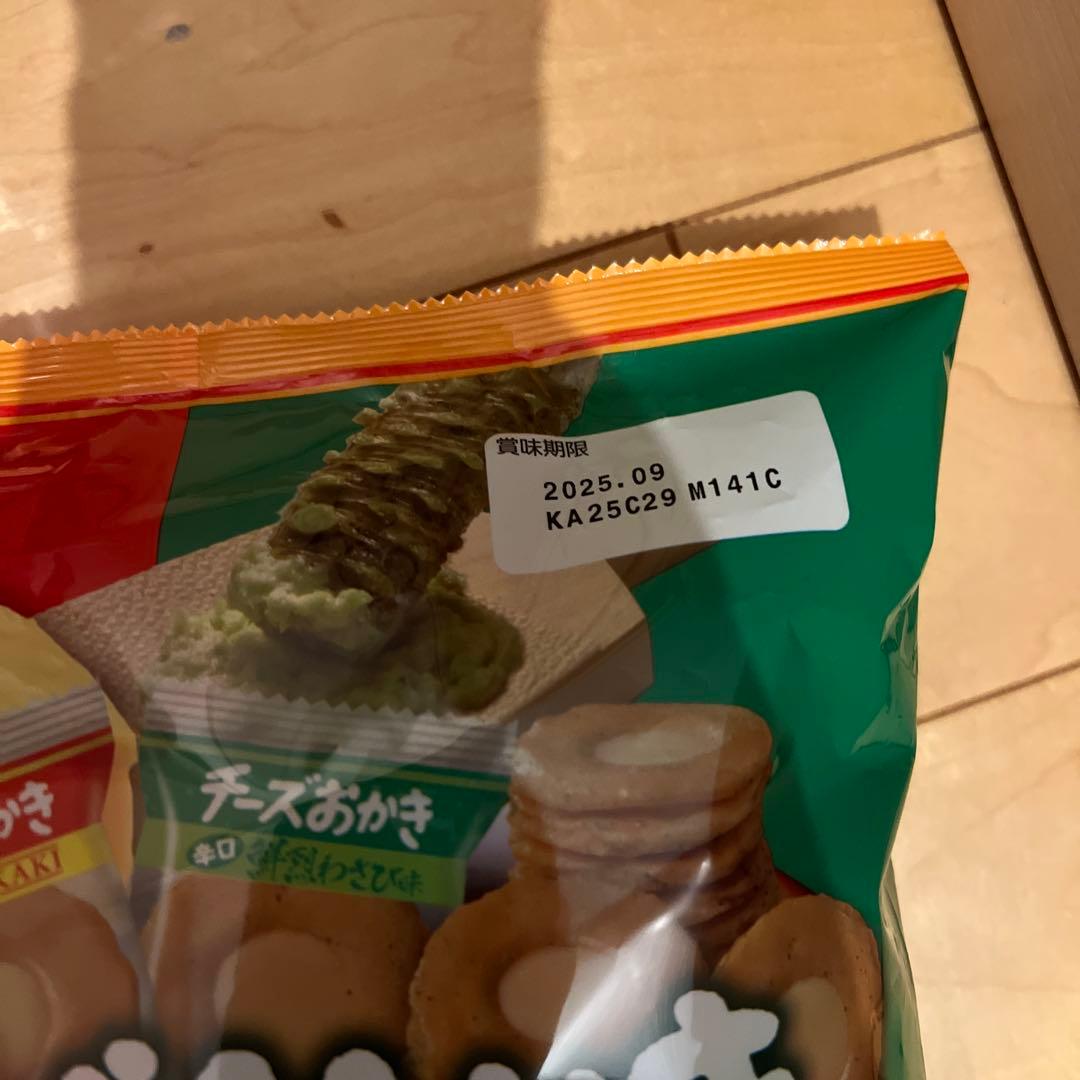 賞味期限
2025.09
KA25C29 M141C
チーズおかき
辛口 鮮烈わさび味
かき
KAKI